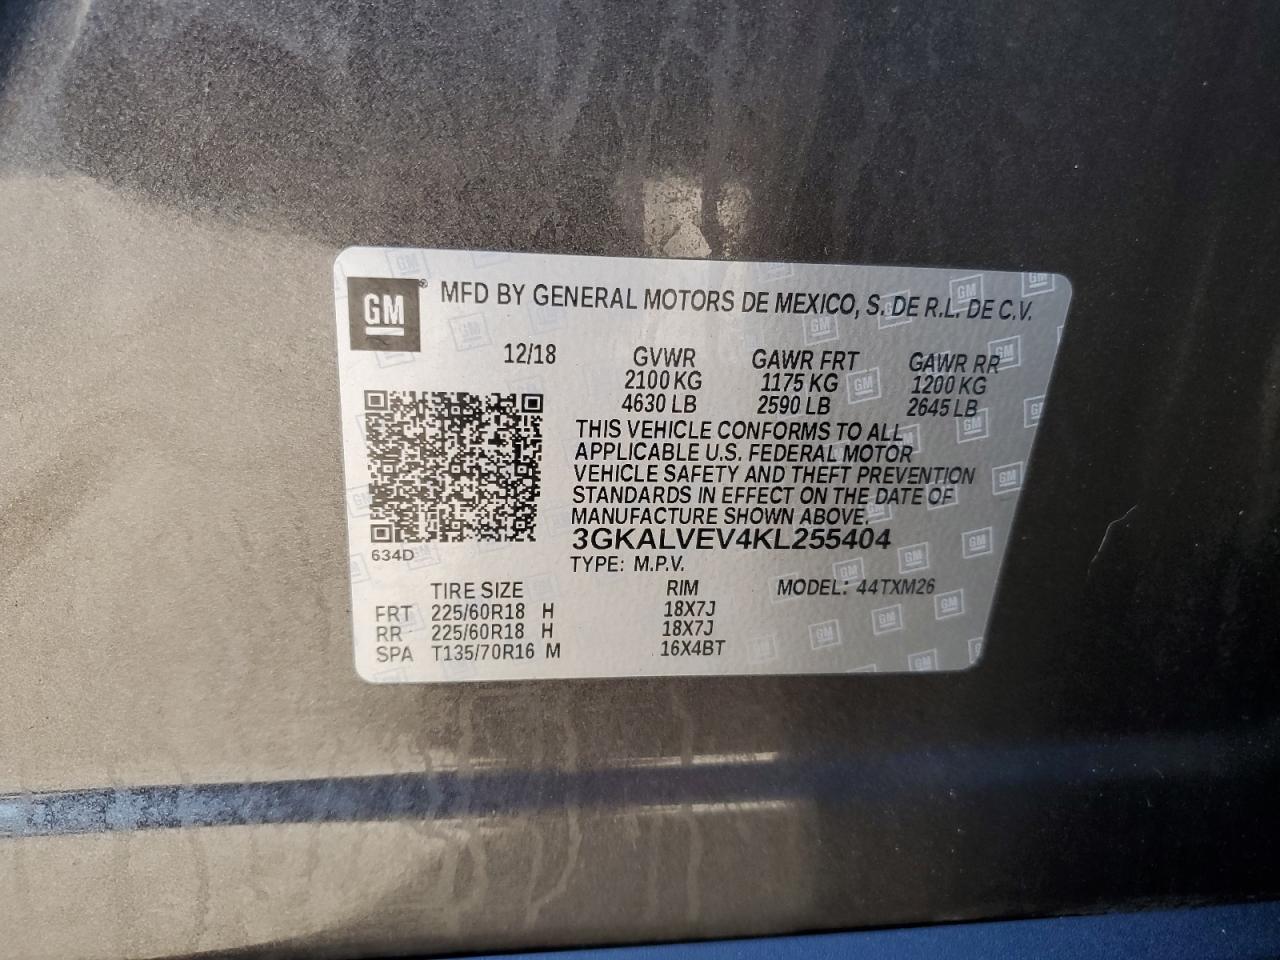 GM® MFD BY GENERAL MOTORS DE MEXICO, S. DE R.L. DE C.V.
12/18 GVWR GAWR FRT GAWR RR
2100 KG 1175 KG 1200 KG
4630 LB 2590 LB 2645 LB
THIS VEHICLE CONFORMS TO ALL
APPLICABLE U.S. FEDERAL MOTOR
VEHICLE SAFETY AND THEFT PREVENTION
STANDARDS IN EFFECT ON THE DATE OF
MANUFACTURE SHOWN ABOVE.
3GKALVEV4KL255404
634D
TYPE: M.P.V.
TIRE SIZE RIM MODEL: 44TXM26
FRT 225/60R18 H 18X7J
RR 225/60R18 H 18X7J
SPA T135/70R16 M 16X4BT